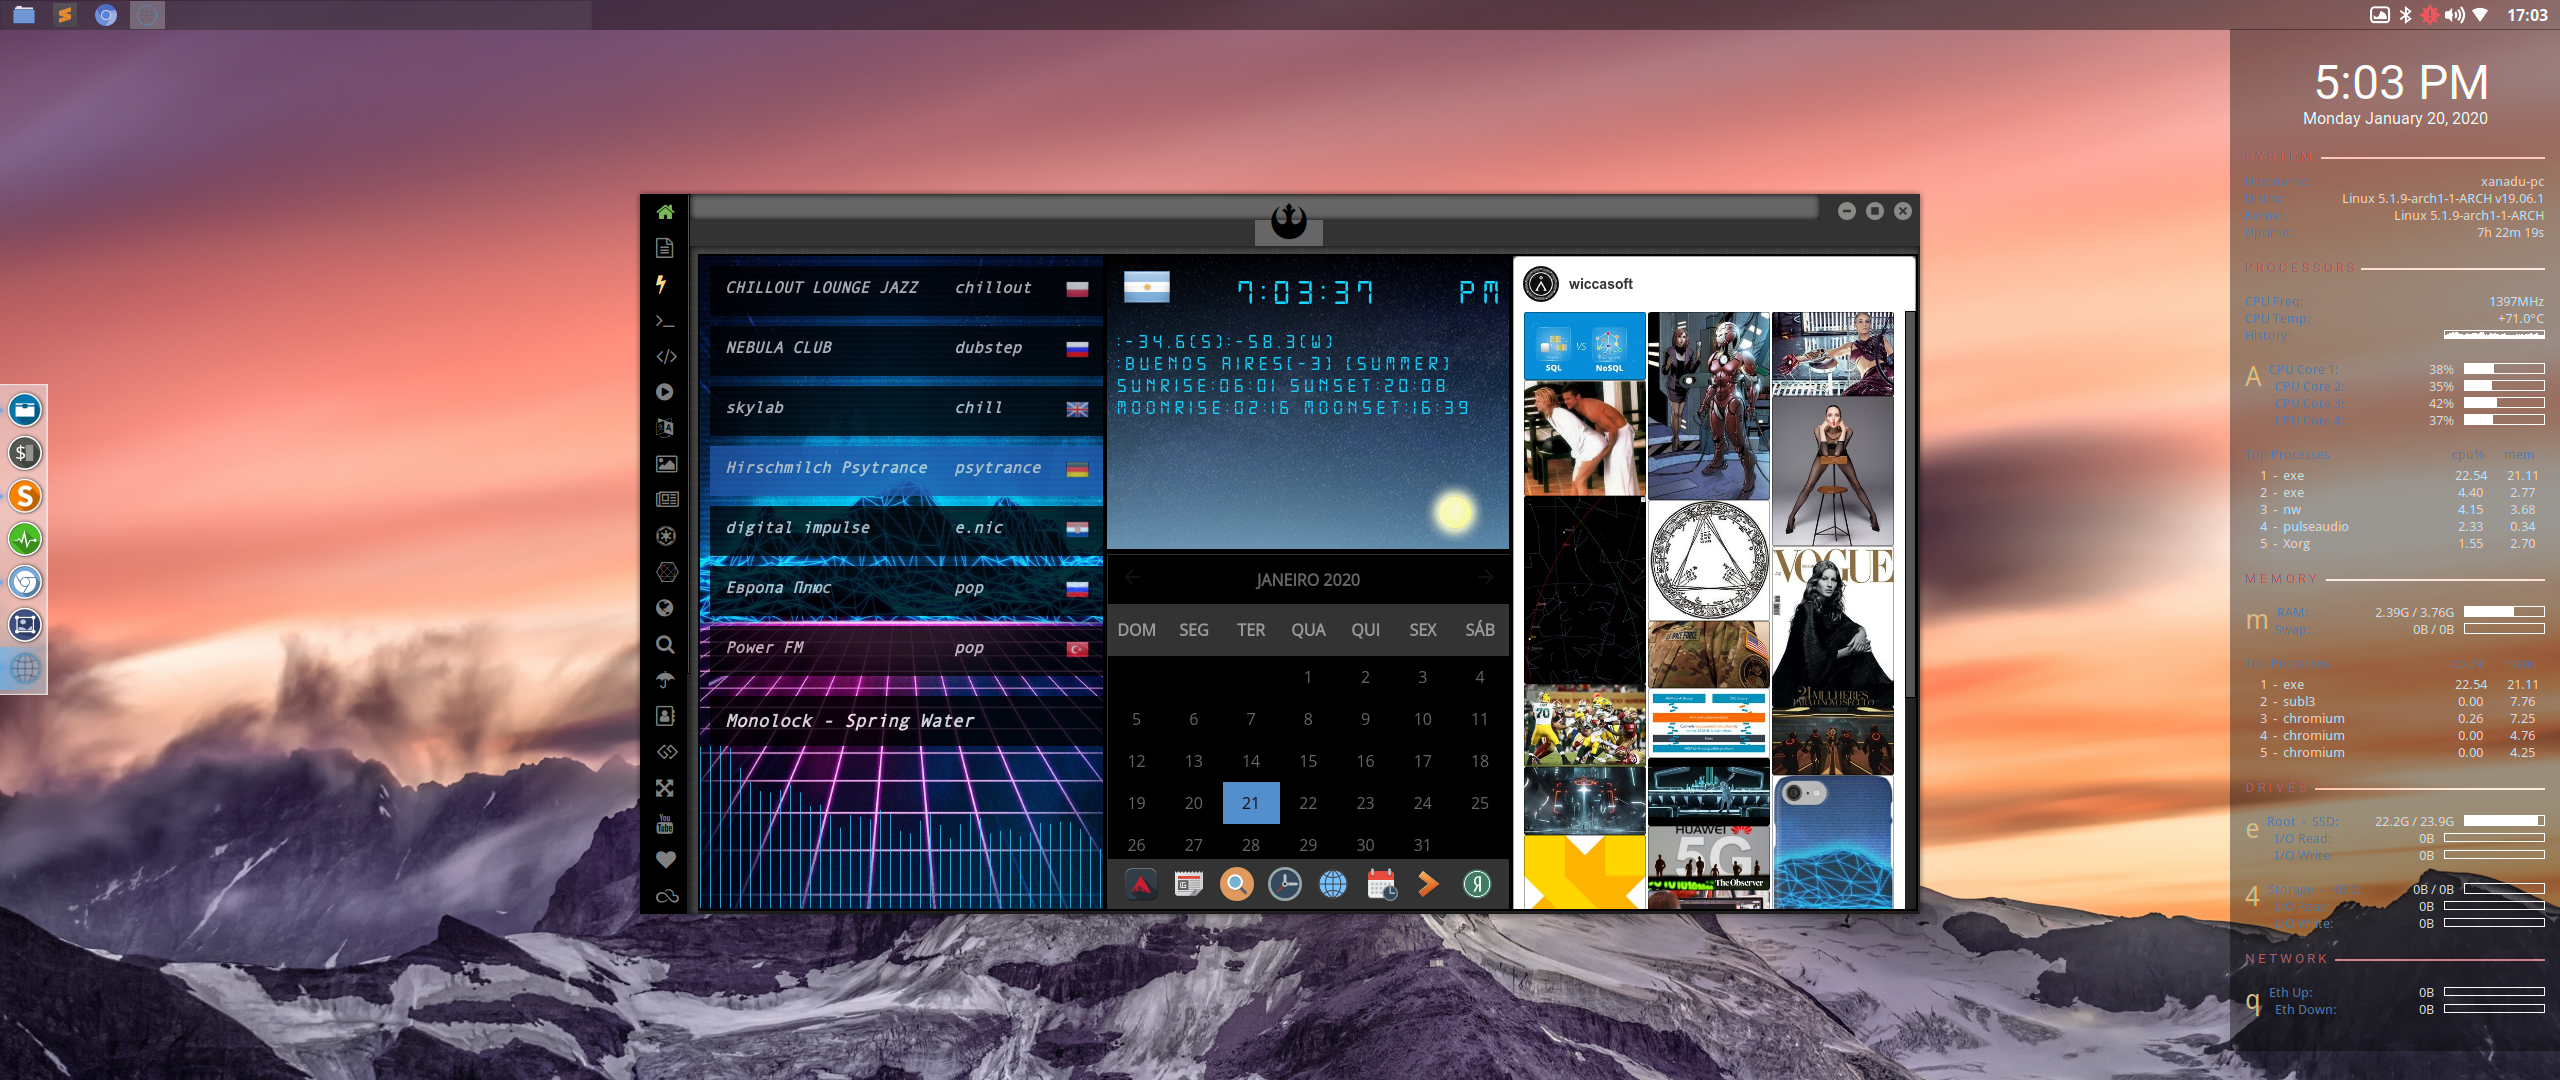 17:03
5:03 PM
Monday January 20, 2020
SYSTEM
xanadu-pc
Linux 5.1.9-arch1-1-ARCH v19.06.1
Kernel: Linux 5.1.9-arch1-1-ARCH
Uptime: 7h 22m 19s
PROCESSORS
CPU Freq: 1397MHz
CPU Temp: +71.0°C
History:
A CPU Core 1: 38%
CPU Core 2: 35%
CPU Core 3: 42%
CPU Core 4: 37%
Top Processes cpu% mem
1 - exe 22.54 21.11
2 - exe 4.40 2.77
3 - nw 4.15 3.68
4 - pulseaudio 2.33 0.34
5 - Xorg 1.55 2.70
MEMORY
m RAM: 2.39G / 3.76G
Swap: 0B / 0B
Top Processes mem
1 - exe 22.54 21.11
2 - subl3 0.00 7.76
3 - chromium 0.26 7.25
4 - chromium 0.00 4.76
5 - chromium 0.00 4.25
DRIVES
e Root - SSD: 22.2G / 23.9G
I/O Read: 0B
I/O Write: 0B
4 Storage - 0B / 0B
I/O Read: 0B
I/O Write: 0B
NETWORK
q Eth Up: 0B
Eth Down: 0B
CHILLOUT LOUNGE JAZZ chillout
NEBULA CLUB dubstep
skylab chill
Hirschmilch Psytrance psytrance
digital impulse e.nic
Европа Плюс pop
Power FM pop
Monolock - Spring Water
You
Tube
7:03:37 PM
:-34.6(S):-58.3(W)
:BUENOS AIRES[-3] [SUMMER]
SUNRISE:06:01 SUNSET:20:08
MOONRISE:02:16 MOONSET:16:39
JANEIRO 2020
DOM SEG TER QUA QUI SEX SÁB
1 2 3 4
5 6 7 8 9 10 11
12 13 14 15 16 17 18
19 20 21 22 23 24 25
26 27 28 29 30 31
Я
wiccasoft
VS
SQL NoSQL
U.S. SPACE FORCE
VOGUE
21 MULHERES
PARA O NOVO SÉCULO
70
HUAWEI
5G
The Observer